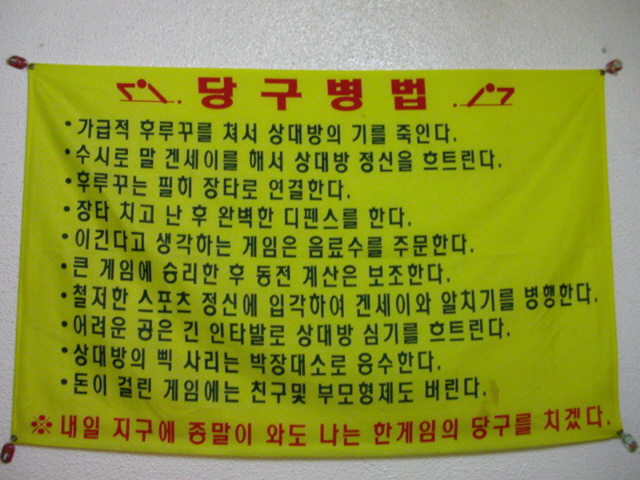 당구병법
• 가급적 후루꾸를 쳐서 상대방의 기를 죽인다.
• 수시로 말 겐세이를 해서 상대방 정신을 흐트린다.
• 후루꾸는 필히 장타로 연결한다.
• 장타 치고 난 후 완벽한 디펜스를 한다.
• 이긴다고 생각하는 게임은 음료수를 주문한다.
• 큰 게임에 승리한 후 동전 계산은 보조한다.
• 철저한 스포츠 정신에 입각하여 겐세이와 알치기를 병행한다.
• 어려운 공은 긴 인타발로 상대방 심기를 흐트린다.
• 상대방의 삑 사리는 박장대소로 응수한다.
• 돈이 걸린 게임에는 친구및 부모형제도 버린다.
※ 내일 지구에 종말이 와도 나는 한게임의 당구를 치겠다.